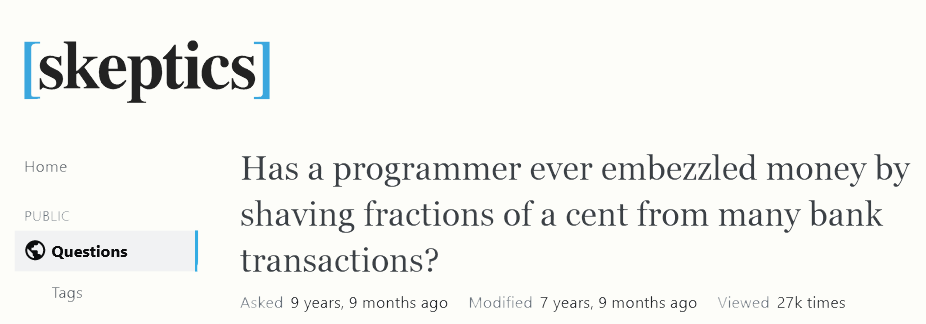 [skeptics]
Home
PUBLIC
Questions
Tags
Has a programmer ever embezzled money by
shaving fractions of a cent from many bank
transactions?
Asked 9 years, 9 months ago Modified 7 years, 9 months ago Viewed 27k times